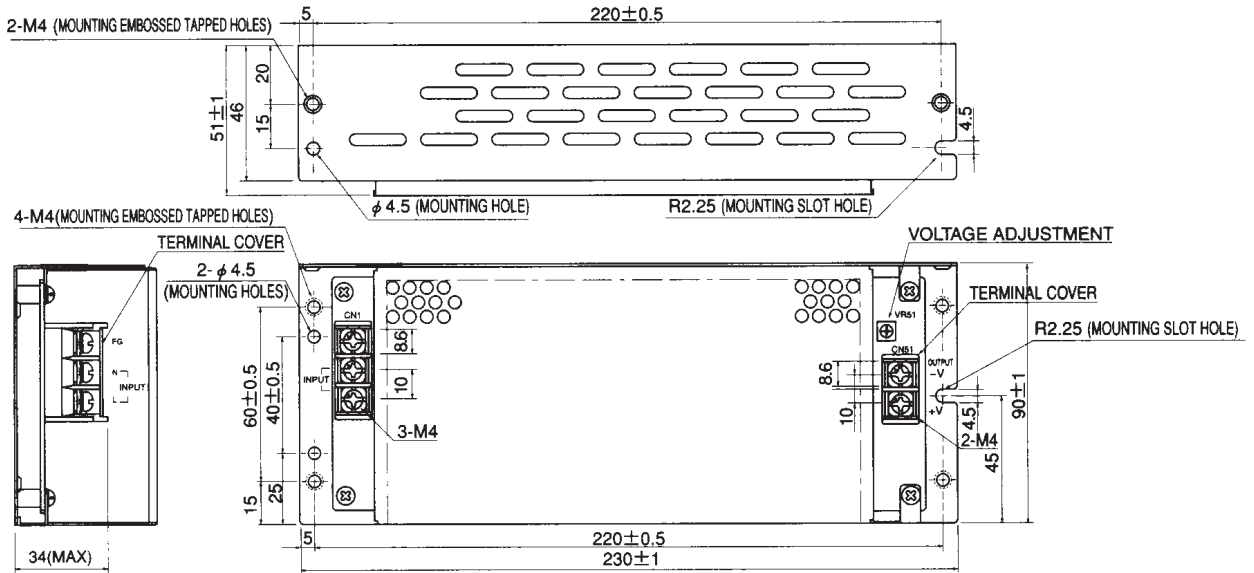 5
220±0.5
2-M4 (MOUNTING EMBOSSED TAPPED HOLES)
51±1
46
20
15
4.5
φ 4.5 (MOUNTING HOLE)
R2.25 (MOUNTING SLOT HOLE)
4-M4 (MOUNTING EMBOSSED TAPPED HOLES)
TERMINAL COVER
2- φ 4.5
(MOUNTING HOLES)
VOLTAGE ADJUSTMENT
TERMINAL COVER
R2.25 (MOUNTING SLOT HOLE)
FG
N
INPUT
34(MAX)
CN1
INPUT
8.6
10
3-M4
60±0.5
40±0.5
15
25
VR51
CN51
OUTPUT
-V
+V
8.6
10
2-M4
4.5
45
90±1
5
220±0.5
230±1